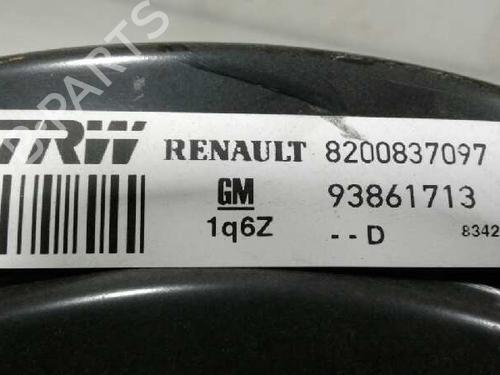 TRW RENAULT 8200837097
GM 93861713
1q6Z --D 8342